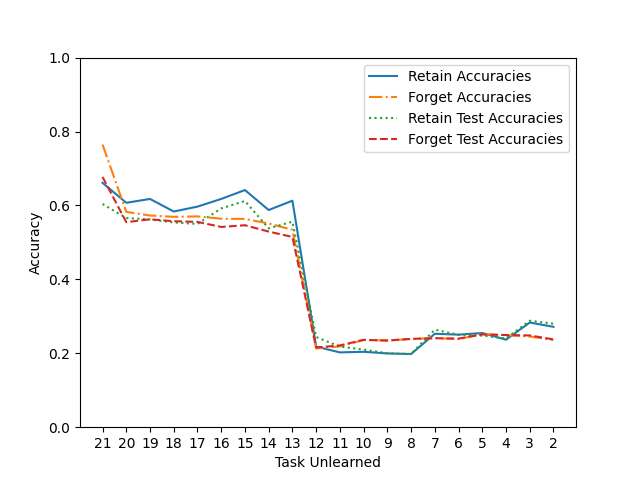 Retain Accuracies
Forget Accuracies
Retain Test Accuracies
Forget Test Accuracies
1.0
0.8
0.6
0.4
0.2
0.0
Accuracy
21 20 19 18 17 16 15 14 13 12 11 10 9 8 7 6 5 4 3 2
Task Unlearned